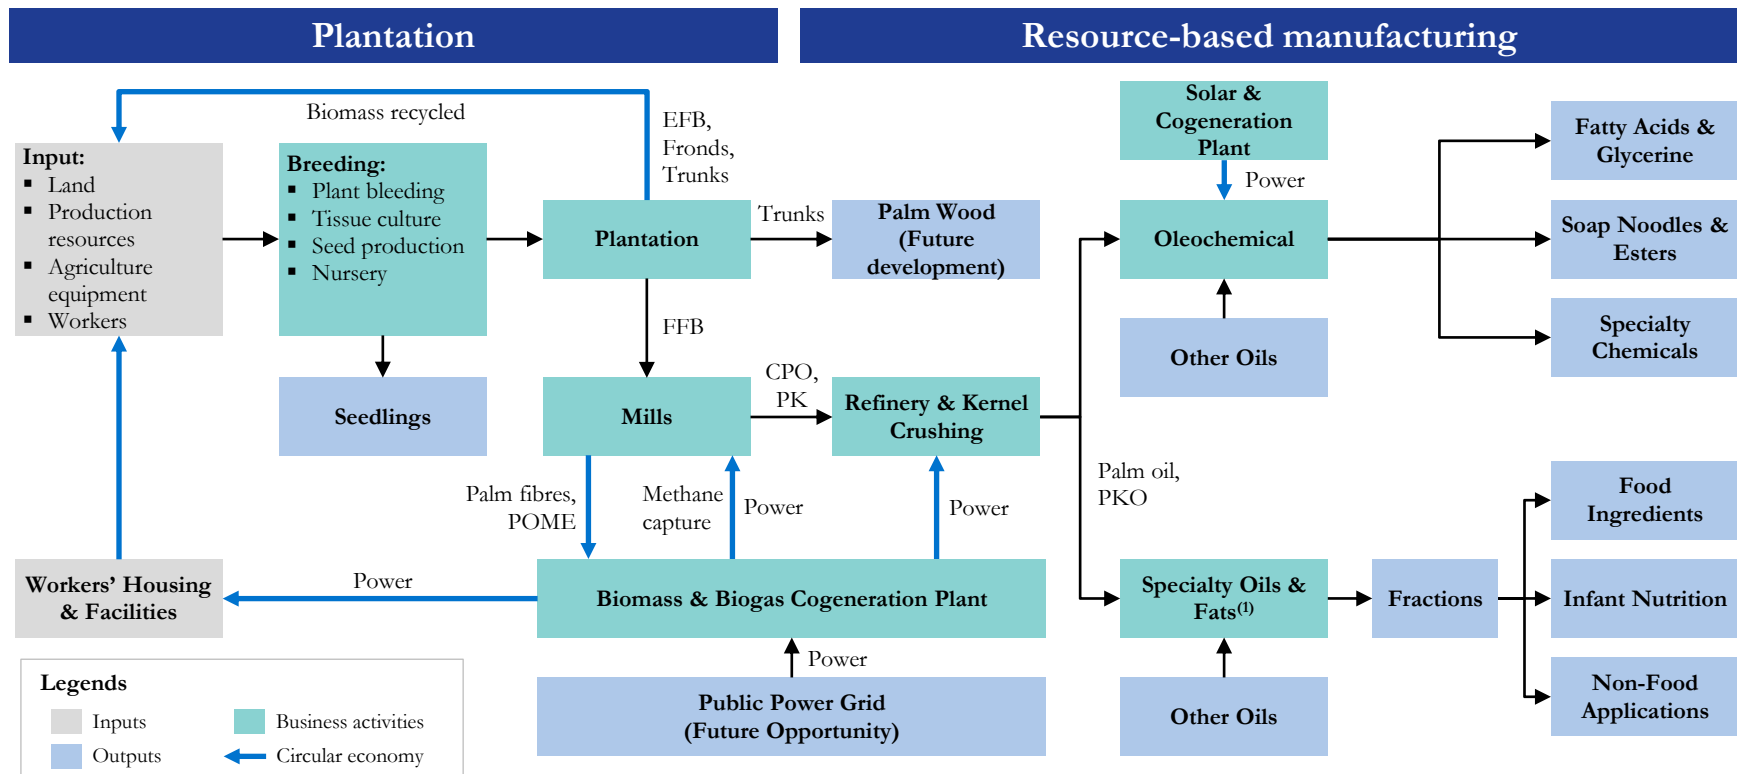 Plantation
Resource-based manufacturing
Biomass recycled
EFB,
Fronds,
Trunks
Input:
▪ Land
▪ Production
resources
▪ Agriculture
equipment
▪ Workers
Breeding:
▪ Plant bleeding
▪ Tissue culture
▪ Seed production
▪ Nursery
Plantation
Trunks
Palm Wood
(Future
development)
Solar &
Cogeneration
Plant
Power
Oleochemical
Other Oils
Fatty Acids &
Glycerine
Soap Noodles &
Esters
Specialty
Chemicals
FFB
Seedlings
Mills
CPO,
PK
Refinery & Kernel
Crushing
Palm oil,
PKO
Palm fibres,
POME
Methane
capture
Power
Power
Workers’ Housing
& Facilities
Power
Biomass & Biogas Cogeneration Plant
Power
Public Power Grid
(Future Opportunity)
Specialty Oils &
Fats(1)
Other Oils
Fractions
Food
Ingredients
Infant Nutrition
Non-Food
Applications
Legends
Inputs
Business activities
Outputs
Circular economy